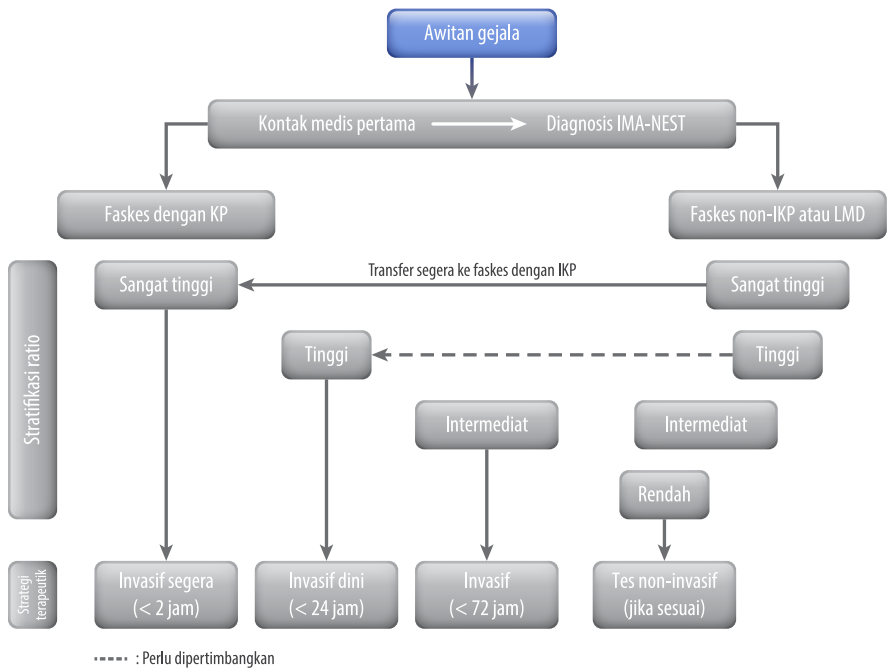 Awitan gejala
Kontak medis pertama
Diagnosis IMA-NEST
Faskes dengan KP
Faskes non-IKP atau LMD
Stratifikasi ratio
Sangat tinggi
Transfer segera ke faskes dengan IKP
Sangat tinggi
Tinggi
Tinggi
Intermediat
Intermediat
Rendah
Strategi
terapeutik
Invasif segera
(< 2 jam)
Invasif dini
(< 24 jam)
Invasif
(< 72 jam)
Tes non-invasif
(jika sesuai)
: Perlu dipertimbangkan